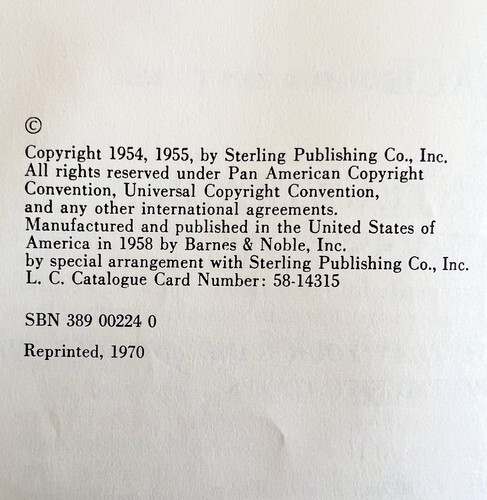 ©
Copyright 1954, 1955, by Sterling Publishing Co., Inc.
All rights reserved under Pan American Copyright
Convention, Universal Copyright Convention,
and any other international agreements.
Manufactured and published in the United States of
America in 1958 by Barnes & Noble, Inc.
by special arrangement with Sterling Publishing Co., Inc.
L. C. Catalogue Card Number: 58-14315
SBN 389 00224 0
Reprinted, 1970